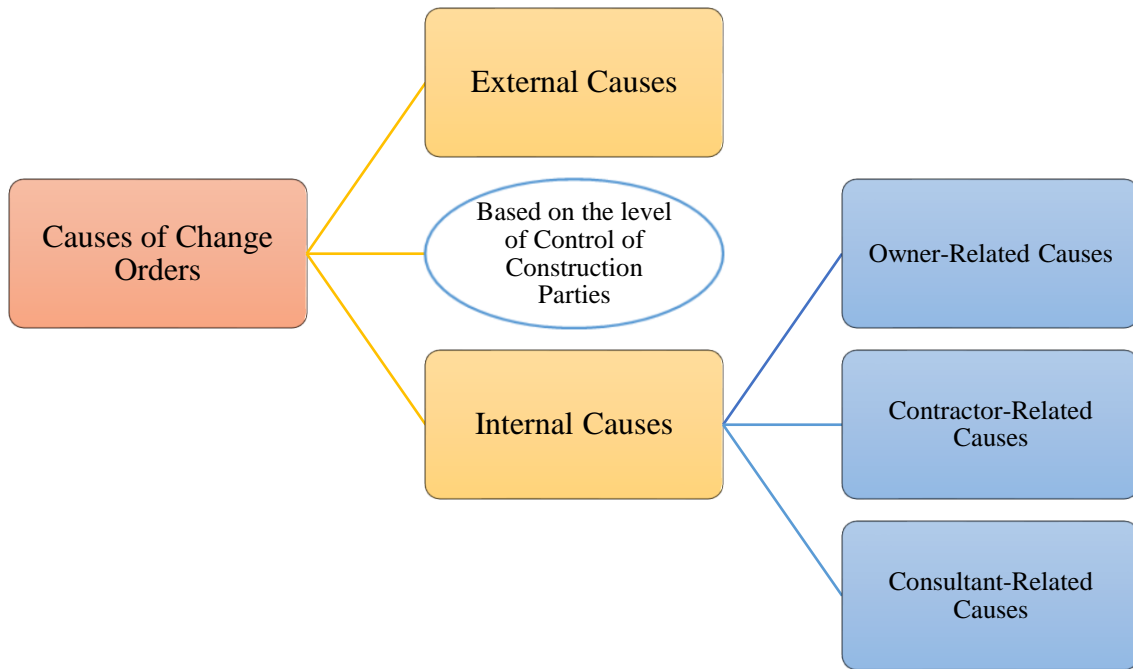 External Causes
Causes of Change
Orders
Based on the level
of Control of
Construction
Parties
Internal Causes
Owner-Related Causes
Contractor-Related
Causes
Consultant-Related
Causes